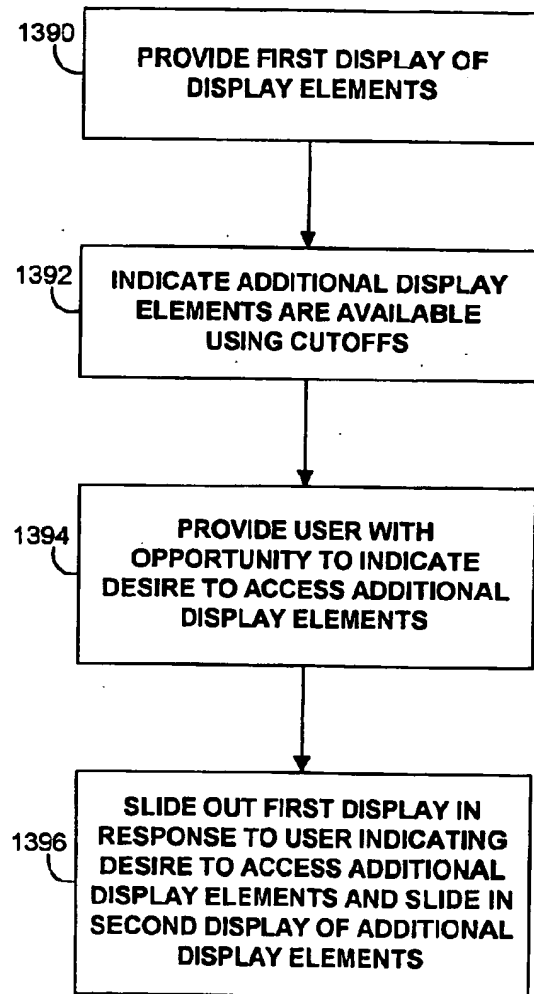 1390
PROVIDE FIRST DISPLAY OF
DISPLAY ELEMENTS
1392
INDICATE ADDITIONAL DISPLAY
ELEMENTS ARE AVAILABLE
USING CUTOFFS
1394
PROVIDE USER WITH
OPPORTUNITY TO INDICATE
DESIRE TO ACCESS ADDITIONAL
DISPLAY ELEMENTS
1396
SLIDE OUT FIRST DISPLAY IN
RESPONSE TO USER INDICATING
DESIRE TO ACCESS ADDITIONAL
DISPLAY ELEMENTS AND SLIDE IN
SECOND DISPLAY OF ADDITIONAL
DISPLAY ELEMENTS